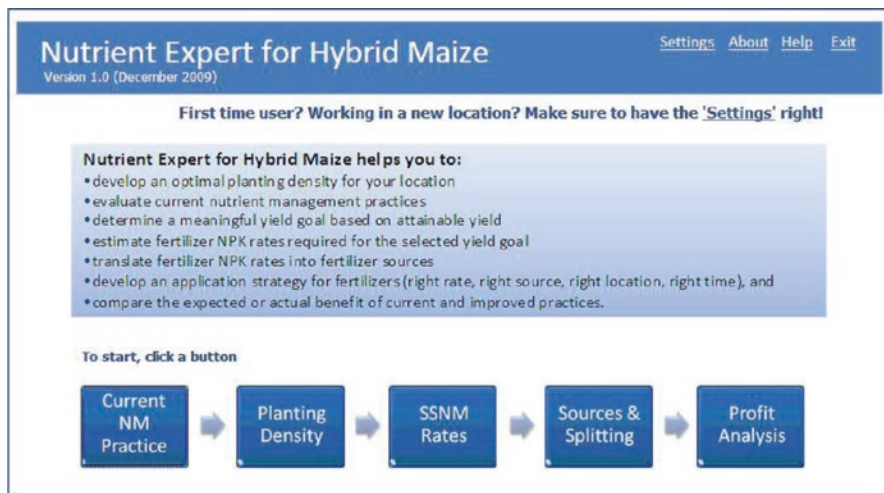 Nutrient Expert for Hybrid Maize
Version 1.0 (December 2009)
Settings About Help Exit
First time user? Working in a new location? Make sure to have the 'Settings' right!
Nutrient Expert for Hybrid Maize helps you to:
•develop an optimal planting density for your location
•evaluate current nutrient management practices
•determine a meaningful yield goal based on attainable yield
•estimate fertilizer NPK rates required for the selected yield goal
•translate fertilizer NPK rates into fertilizer sources
•develop an application strategy for fertilizers (right rate, right source, right location, right time), and
•compare the expected or actual benefit of current and improved practices.
To start, click a button
Current
NM
Practice
Planting
Density
SSNM
Rates
Sources &
Splitting
Profit
Analysis